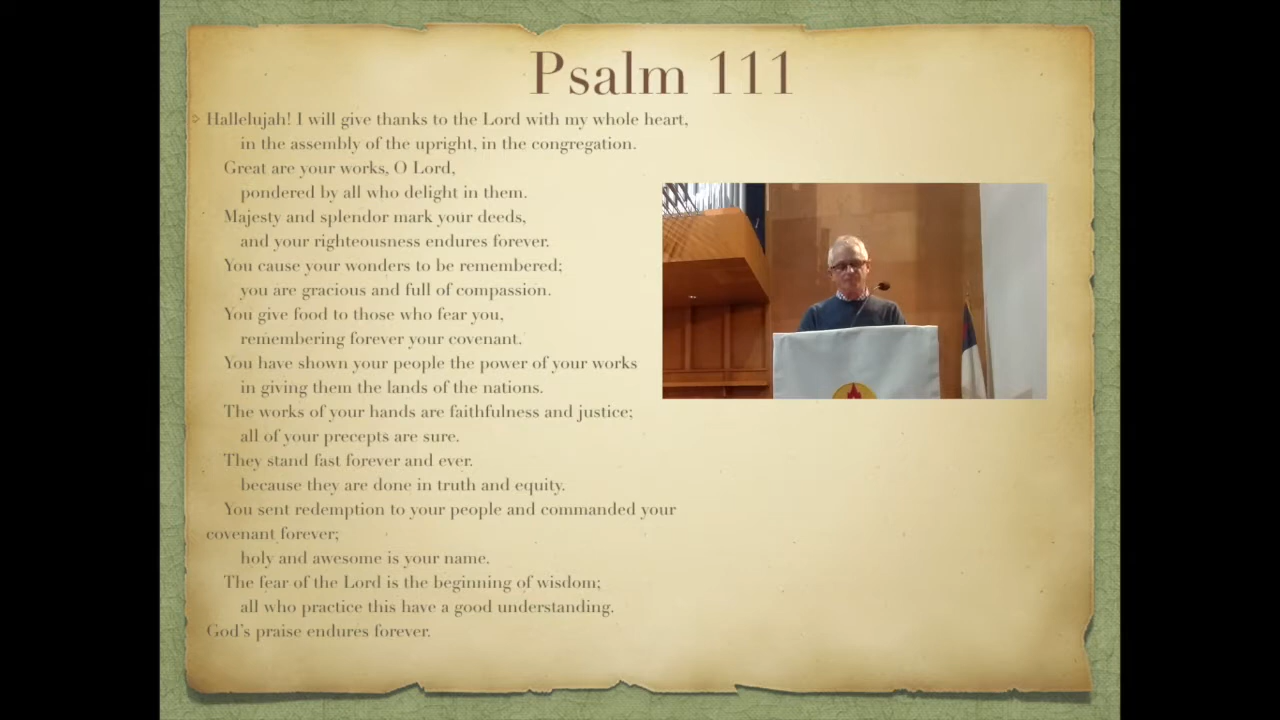 Psalm 111
Hallelujah! I will give thanks to the Lord with my whole heart,
in the assembly of the upright, in the congregation.
Great are your works, O Lord,
pondered by all who delight in them.
Majesty and splendor mark your deeds,
and your righteousness endures forever.
You cause your wonders to be remembered;
you are gracious and full of compassion.
You give food to those who fear you,
remembering forever your covenant.
You have shown your people the power of your works
in giving them the lands of the nations.
The works of your hands are faithfulness and justice;
all of your precepts are sure.
They stand fast forever and ever.
because they are done in truth and equity.
You sent redemption to your people and commanded your
covenant forever;
holy and awesome is your name.
The fear of the Lord is the beginning of wisdom;
all who practice this have a good understanding.
God's praise endures forever.